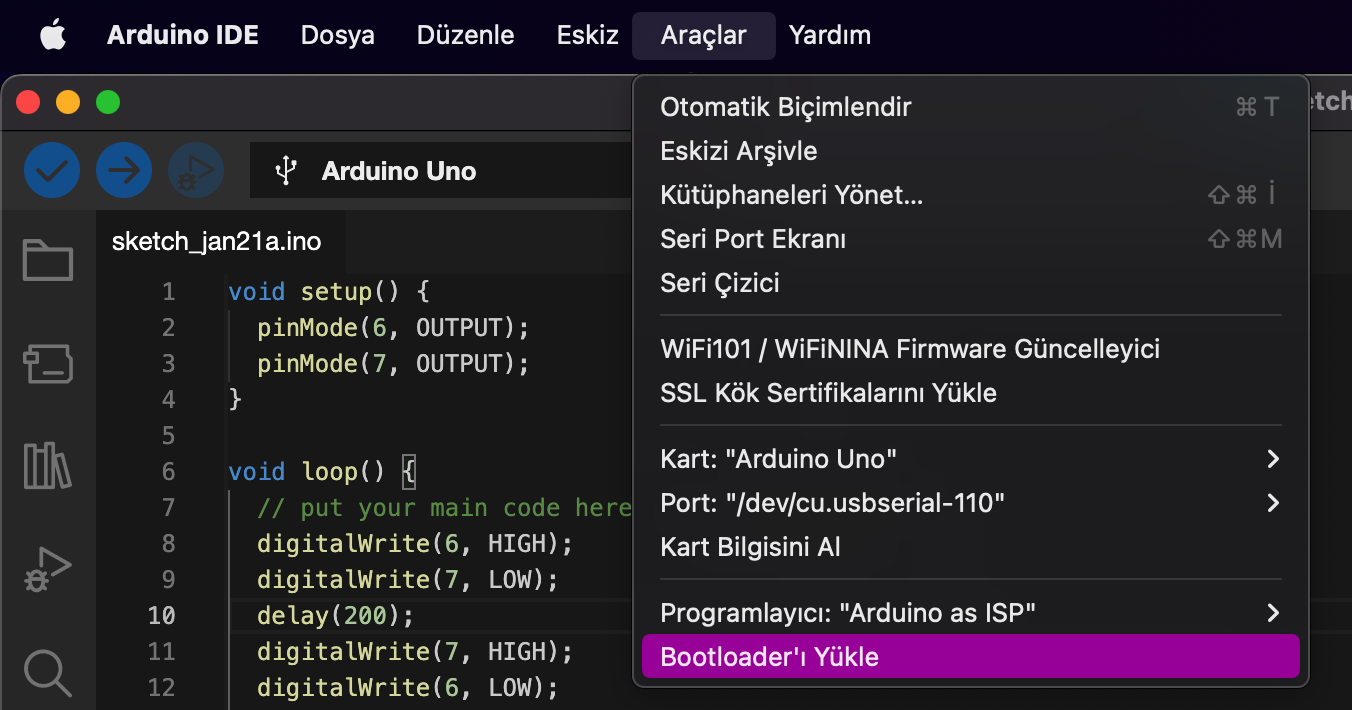 Arduino IDE Dosya Düzenle Eskiz Araçlar Yardım
Otomatik Biçimlendir ⌘ T
Eskizi Arşivle
Kütüphaneleri Yönet... ⇧ ⌘ İ
Seri Port Ekranı ⇧ ⌘ M
Seri Çizici
WiFi101 / WiFiNINA Firmware Güncelleyici
SSL Kök Sertifikalarını Yükle
Kart: "Arduino Uno"
Port: "/dev/cu.usbserial-110"
Kart Bilgisini Al
Programlayıcı: "Arduino as ISP"
Bootloader'ı Yükle
Arduino Uno
sketch_jan21a.ino
1 void setup() {
2 pinMode(6, OUTPUT);
3 pinMode(7, OUTPUT);
4 }
5
6 void loop() {
7 // put your main code here
8 digitalWrite(6, HIGH);
9 digitalWrite(7, LOW);
10 delay(200);
11 digitalWrite(7, HIGH);
12 digitalWrite(6, LOW);